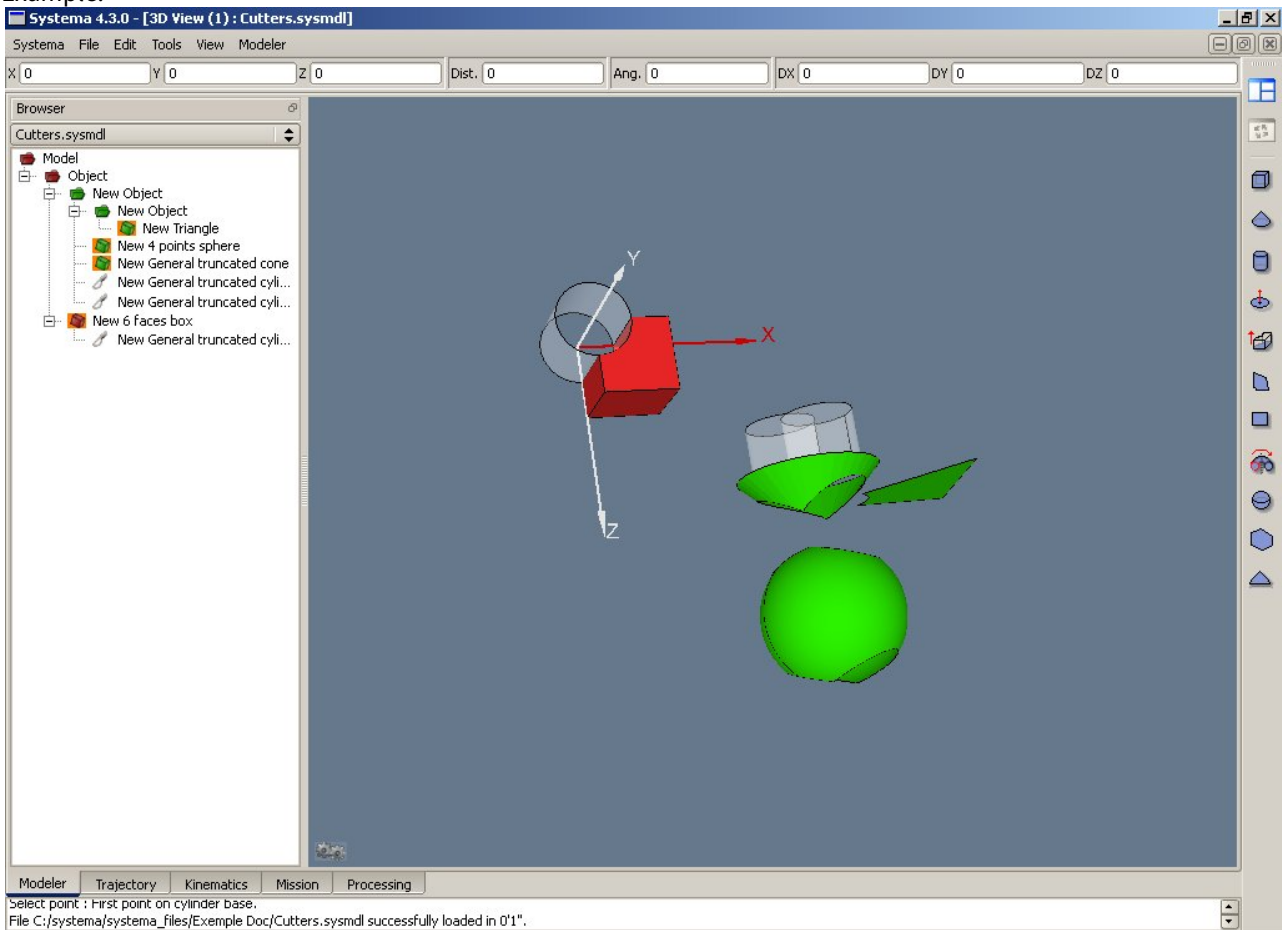 Example:
Systema 4.3.0 - [3D View (1) : Cutters.sysmdl]
Systema File Edit Tools View Modeler
X 0 Y 0 Z 0 Dist. 0 Ang. 0 DX 0 DY 0 DZ 0
Browser
Cutters.sysmdl
Model
Object
New Object
New Object
New Triangle
New 4 points sphere
New General truncated cone
New General truncated cyli...
New General truncated cyli...
New 6 faces box
New General truncated cyli...
Y
X
Z
Modeler Trajectory Kinematics Mission Processing
Select point : First point on cylinder base.
File C:/systema/systema_files/Exemple Doc/Cutters.sysmdl successfully loaded in 0'1".